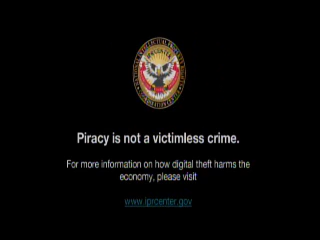 Piracy is not a victimless crime.
For more information on how digital theft harms the
economy, please visit
www.iprcenter.gov